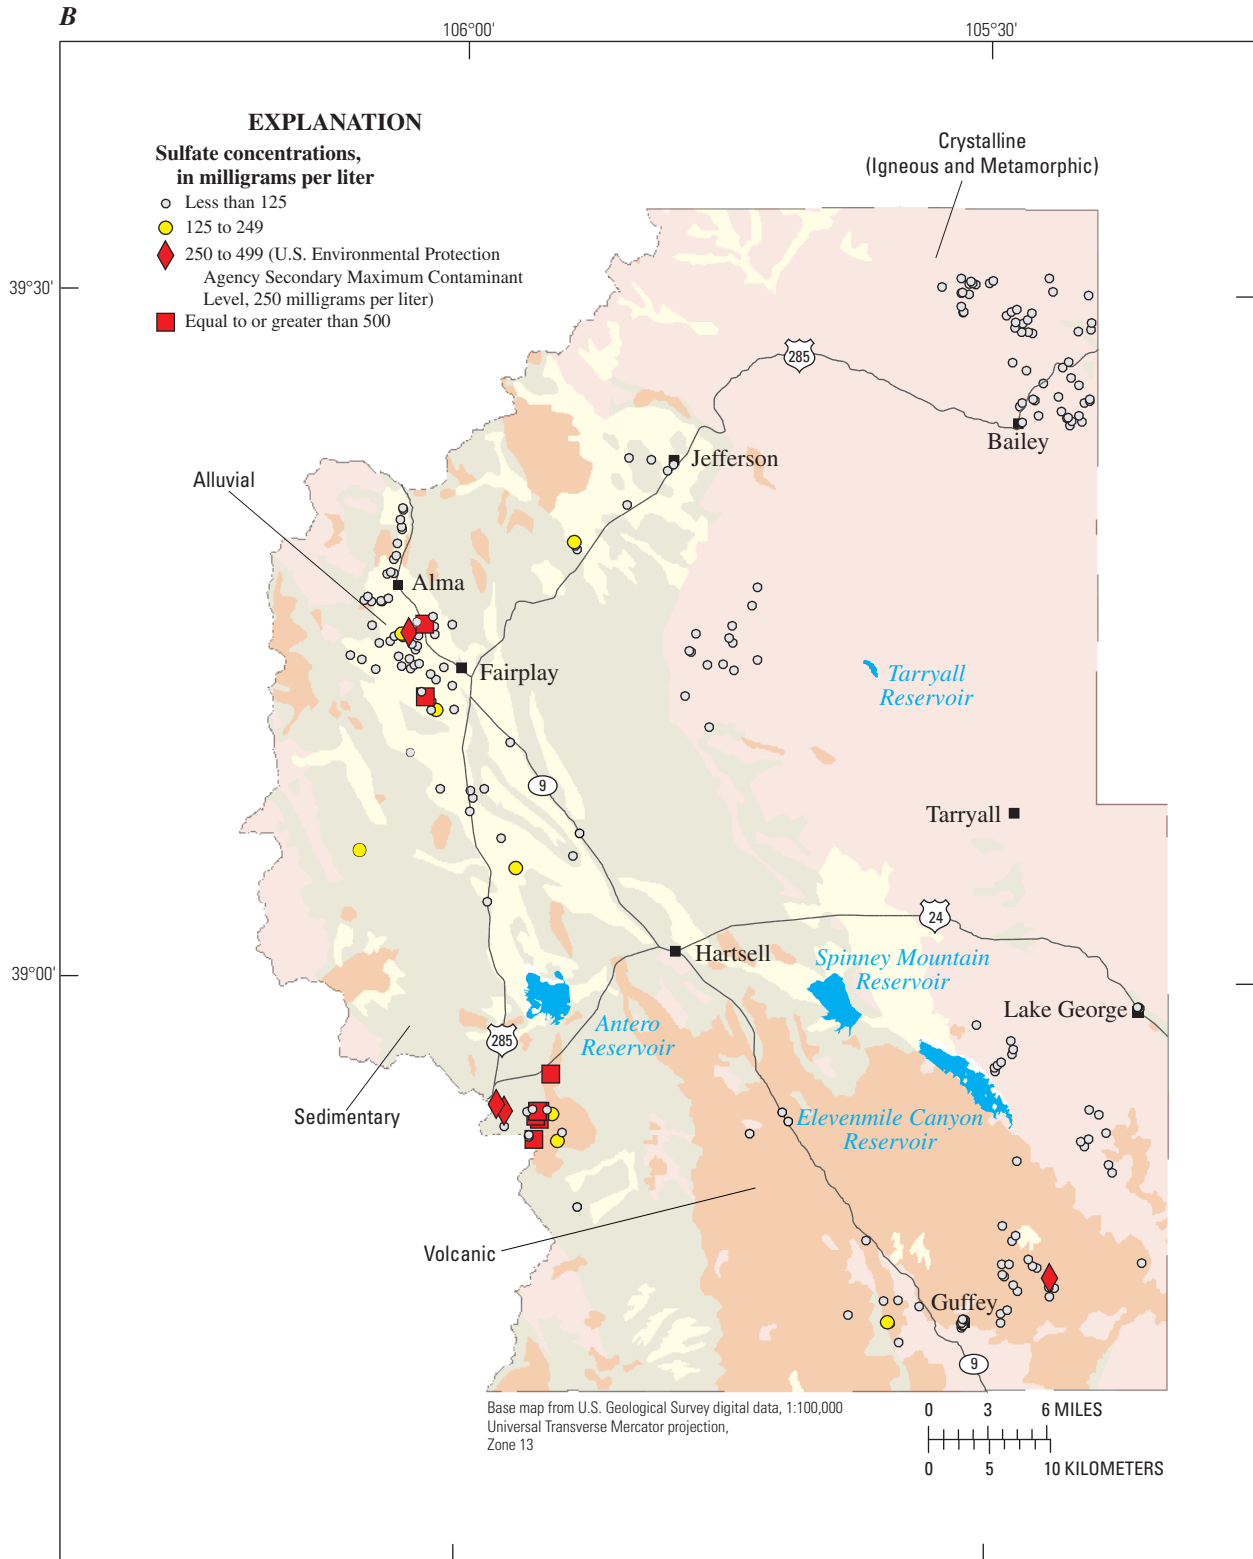 B
106°00'
105°30'
EXPLANATION
Sulfate concentrations,
in milligrams per liter
Less than 125
125 to 249
250 to 499 (U.S. Environmental Protection
Agency Secondary Maximum Contaminant
Level, 250 milligrams per liter)
Equal to or greater than 500
Crystalline
(Igneous and Metamorphic)
39°30'
285
Bailey
Jefferson
Alluvial
Alma
Fairplay
Tarryall
Reservoir
9
Tarryall
24
Hartsell
Spinney Mountain
Reservoir
39°00'
Lake George
Antero
Reservoir
285
Sedimentary
Elevenmile Canyon
Reservoir
Volcanic
Guffey
9
Base map from U.S. Geological Survey digital data, 1:100,000
Universal Transverse Mercator projection,
Zone 13
0 3 6 MILES
0 5 10 KILOMETERS